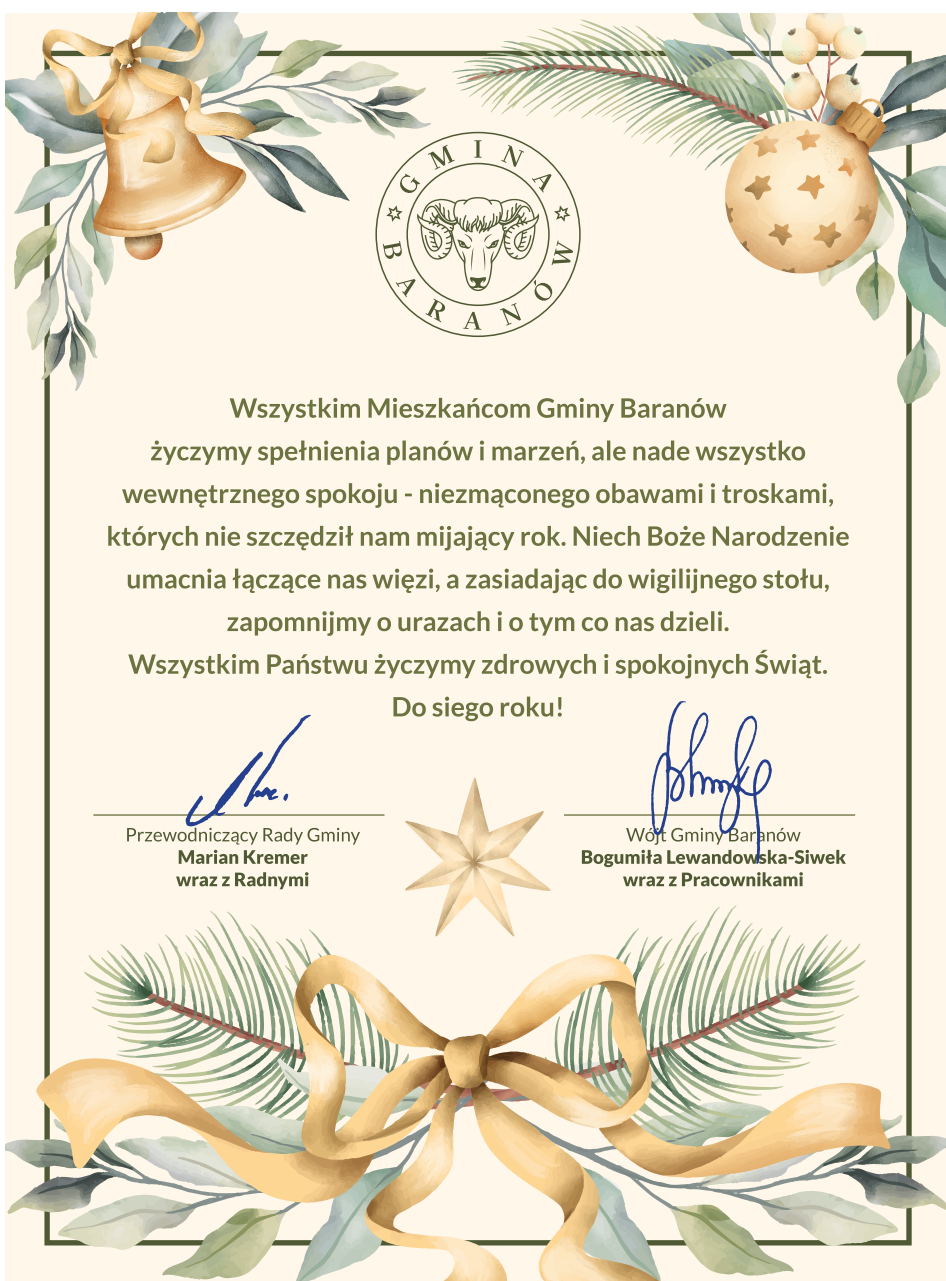 GMINA
BARANÓW
Wszystkim Mieszkańcom Gminy Baranów
życzymy spełnienia planów i marzeń, ale nade wszystko
wewnętrznego spokoju - niezmąconego obawami i troskami,
których nie szczędził nam mijający rok. Niech Boże Narodzenie
umacnia łączące nas więzi, a zasiadając do wigilijnego stołu,
zapomnijmy o urazach i o tym co nas dzieli.
Wszystkim Państwu życzymy zdrowych i spokojnych Świąt.
Do siego roku!
Przewodniczący Rady Gminy
Marian Kremer
wraz z Radnymi
Wójt Gminy Baranów
Bogumiła Lewandowska-Siwek
wraz z Pracownikami